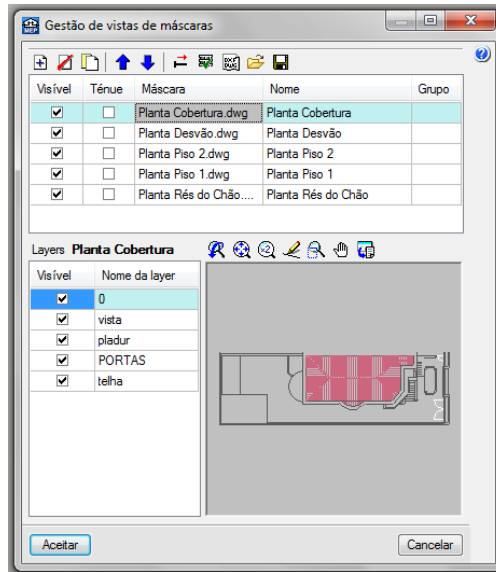 MEP Gestão de vistas de máscaras
Visível Ténue Máscara Nome Grupo
Planta Cobertura.dwg Planta Cobertura
Planta Desvão.dwg Planta Desvão
Planta Piso 2.dwg Planta Piso 2
Planta Piso 1.dwg Planta Piso 1
Planta Rés do Chão.... Planta Rés do Chão
Layers Planta Cobertura
Visível Nome da layer
0
vista
pladur
PORTAS
telha
Aceitar Cancelar